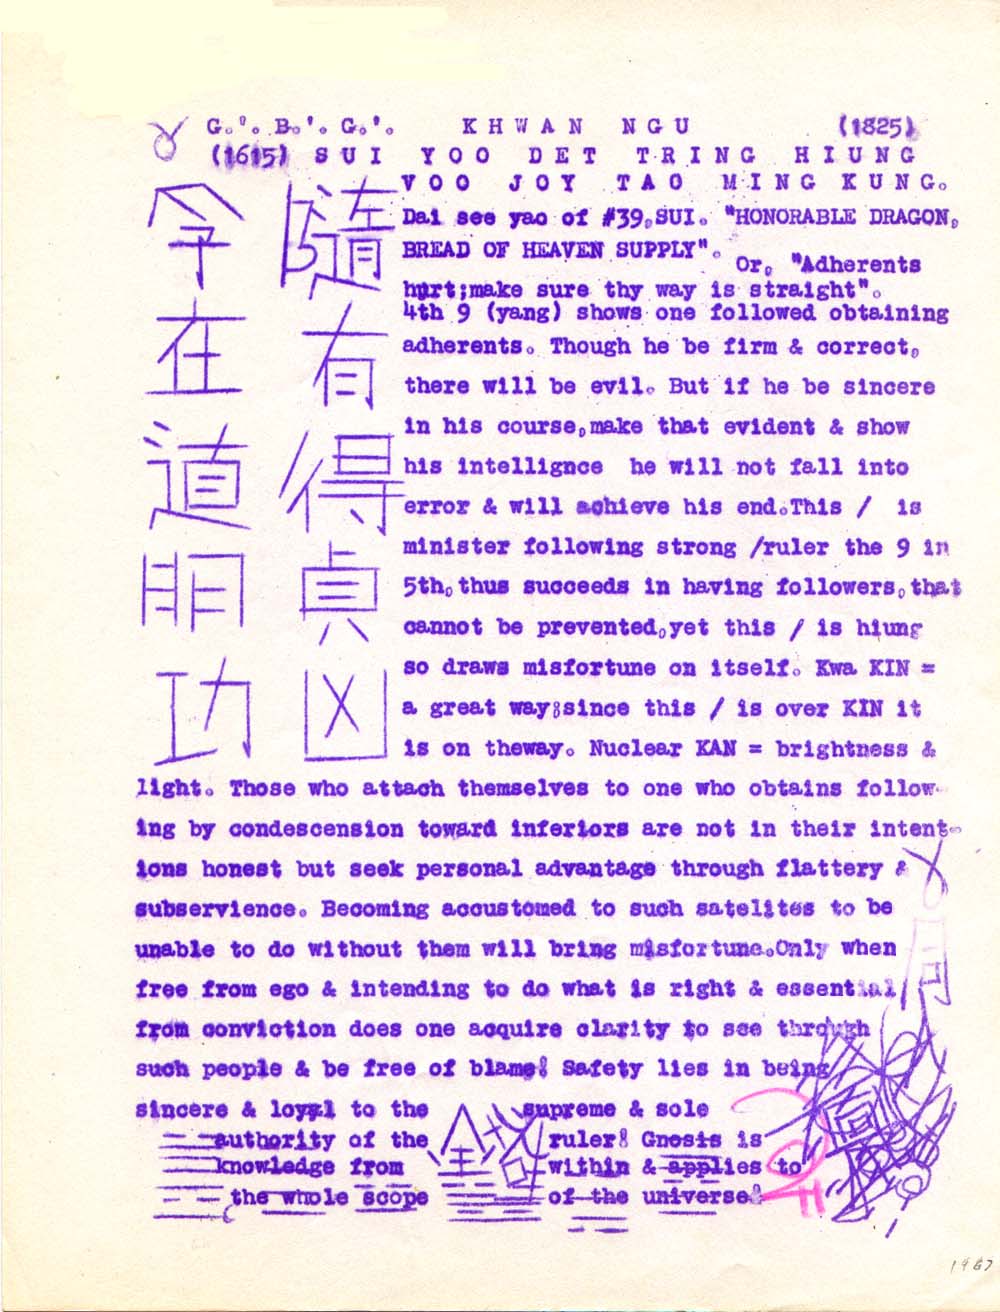 G.'. B.'. G.'. KHWAN NGU (1825)
(1615) SUI YOO DET TRING HIUNG
VOO JOY TAO MING KUNG.
隨有得貞凶
孚在道明功
Dai see yao of #39,SUI. "HONORABLE DRAGON,
BREAD OF HEAVEN SUPPLY".
Or, "Adherents
hurt;make sure thy way is straight".
4th 9 (yang) shows one followed obtaining
adherents. Though he be firm & correct,
there will be evil. But if he be sincere
in his course,make that evident & show
his intellignce he will not fall into
error & will achieve his end.This / is
minister following strong /ruler the 9 in
5th,thus succeeds in having followers,that
cannot be prevented,yet this / is hiung
so draws misfortune on itself. Kwa KIN =
a great way;since this / is over KIN it
is on theway. Nuclear KAN = brightness &
light. Those who attach themselves to one who obtains follow-
ing by condescension toward inferiors are not in their intent-
ions honest but seek personal advantage through flattery &
subservience. Becoming accustomed to such satelites to be
unable to do without them will bring misfortune.Only when
free from ego & intending to do what is right & essential
from conviction does one acquire clarity to see through
such people & be free of blame! Safety lies in being
sincere & loyal to the supreme & sole
authority of the ruler! Gnosis is
knowledge from within & applies to
the whole scope of the universe!
1967